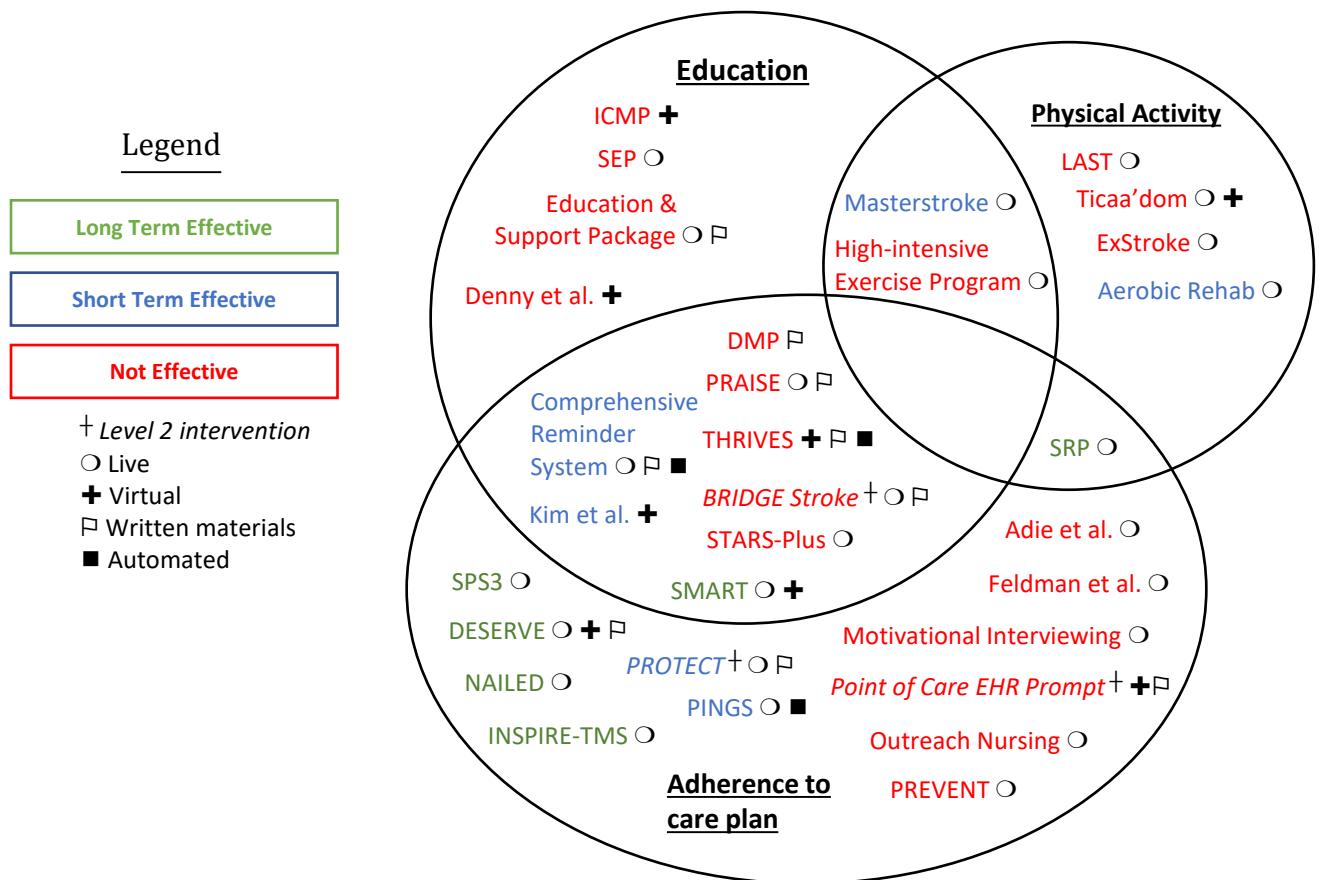 Legend
Long Term Effective
Short Term Effective
Not Effective
† Level 2 intervention
❍ Live
✚ Virtual
⚐ Written materials
■ Automated
Education
ICMP ✚
SEP ❍
Education &
Support Package ❍ ⚐
Denny et al. ✚
Physical Activity
LAST ❍
Ticaa’dom ❍ ✚
ExStroke ❍
Aerobic Rehab ❍
Masterstroke ❍
High-intensive
Exercise Program ❍
DMP ⚐
PRAISE ❍ ⚐
Comprehensive
Reminder
System ❍ ⚐ ■
THRIVES ✚ ⚐ ■
BRIDGE Stroke † ❍ ⚐
Kim et al. ✚
STARS-Plus ❍
SMART ❍ ✚
SRP ❍
SPS3 ❍
DESERVE ❍ ✚ ⚐
NAILED ❍
INSPIRE-TMS ❍
PROTECT † ❍ ⚐
PINGS ❍ ■
Adie et al. ❍
Feldman et al. ❍
Motivational Interviewing ❍
Point of Care EHR Prompt † ✚⚐
Outreach Nursing ❍
PREVENT ❍
Adherence to
care plan